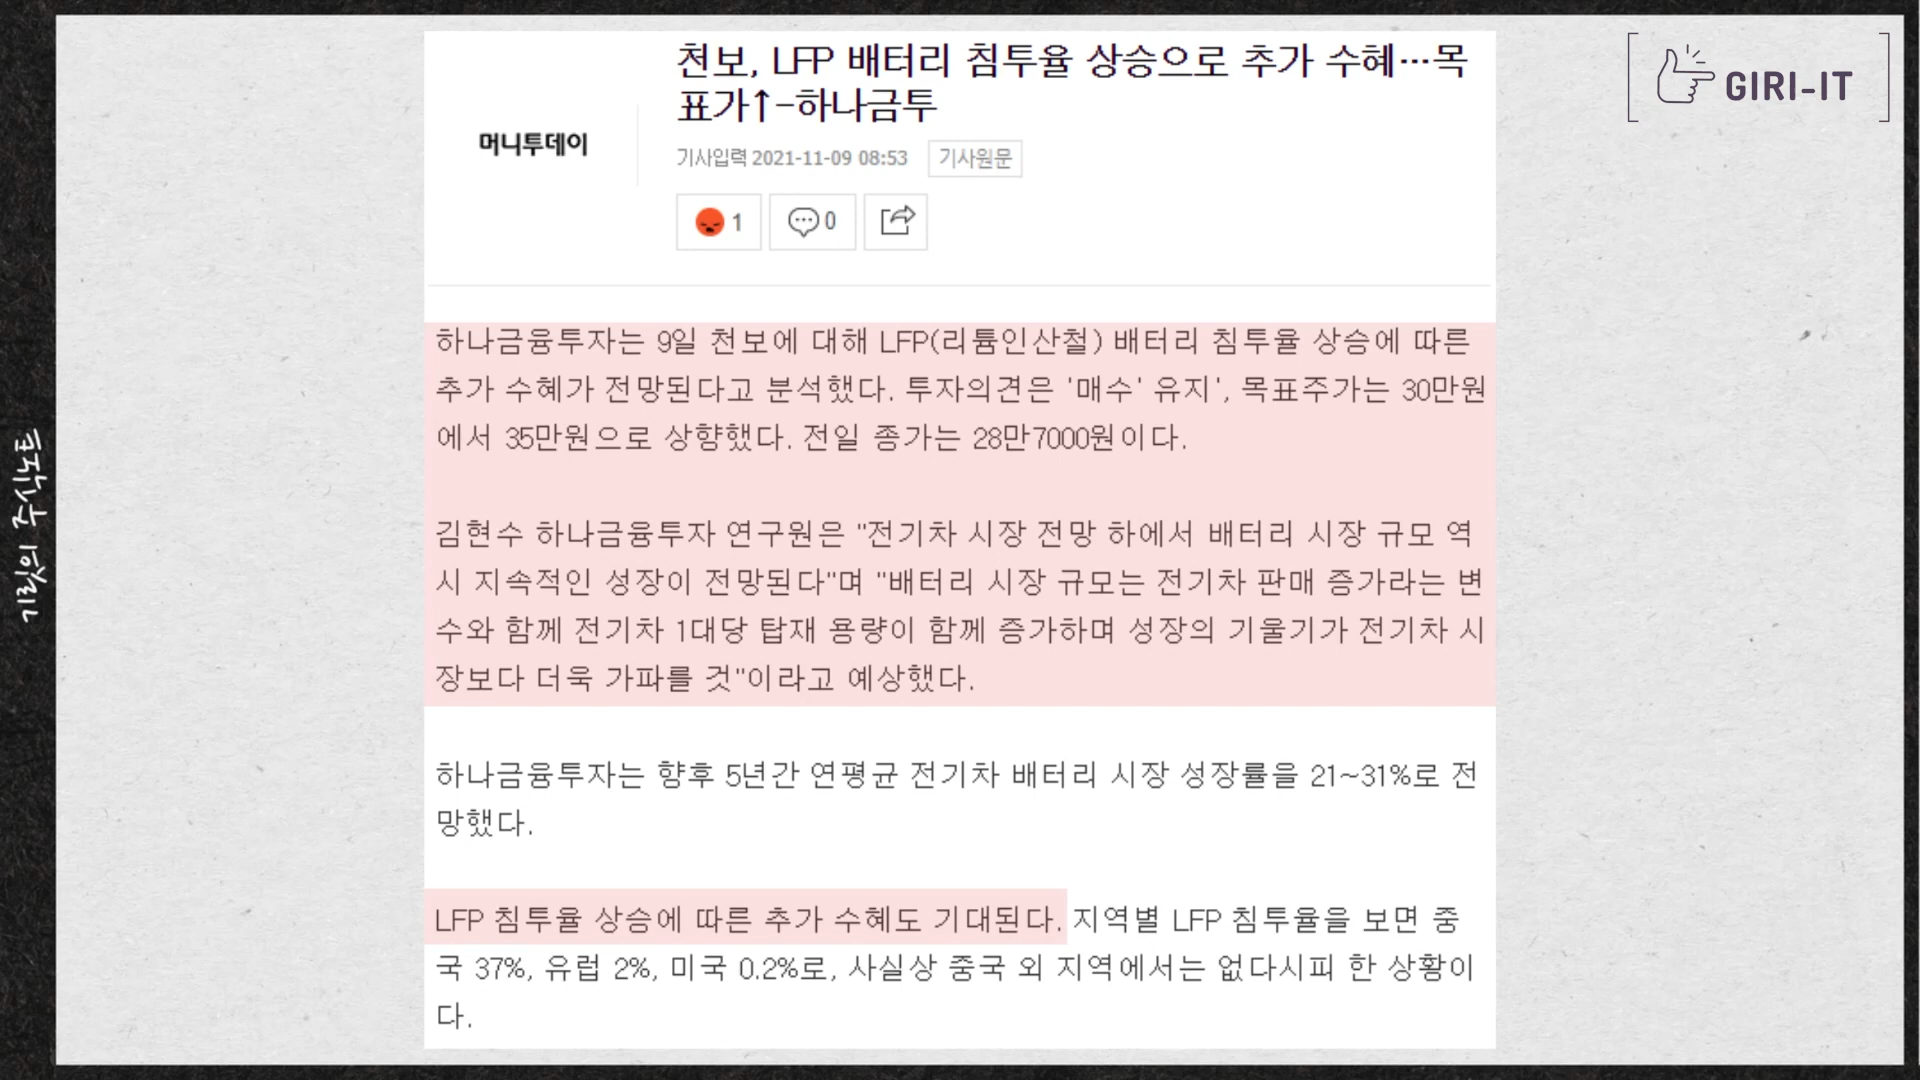 천보, LFP 배터리 침투율 상승으로 추가 수혜…목
표가↑-하나금투
머니투데이
기사입력 2021-11-09 08:53 기사원문
1 0
GIRI-IT
하나금융투자는 9일 천보에 대해 LFP(리튬인산철) 배터리 침투율 상승에 따른
추가 수혜가 전망된다고 분석했다. 투자의견은 '매수' 유지', 목표주가는 30만원
에서 35만원으로 상향했다. 전일 종가는 28만7000원이다.
김현수 하나금융투자 연구원은 "전기차 시장 전망 하에서 배터리 시장 규모 역
시 지속적인 성장이 전망된다"며 "배터리 시장 규모는 전기차 판매 증가라는 변
수와 함께 전기차 1대당 탑재 용량이 함께 증가하며 성장의 기울기가 전기차 시
장보다 더욱 가파를 것"이라고 예상했다.
하나금융투자는 향후 5년간 연평균 전기차 배터리 시장 성장률을 21~31%로 전
망했다.
LFP 침투율 상승에 따른 추가 수혜도 기대된다. 지역별 LFP 침투율을 보면 중
국 37%, 유럽 2%, 미국 0.2%로, 사실상 중국 외 지역에서는 없다시피 한 상황이
다.
기릿의 주식노트